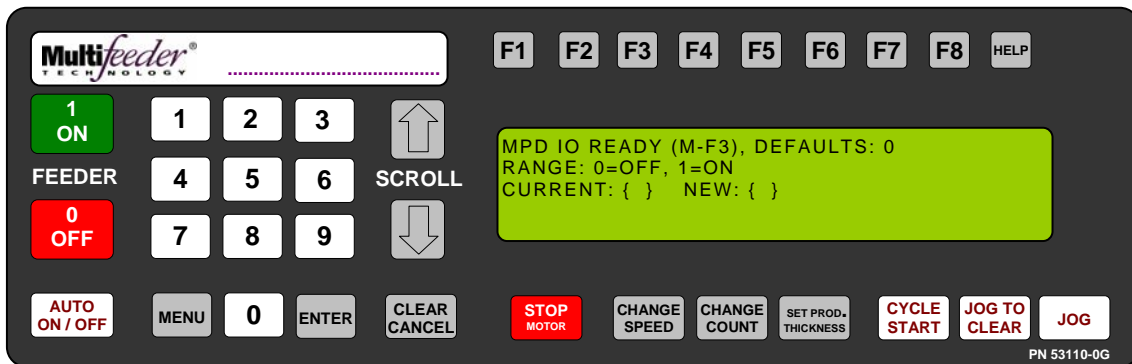 Multifeeder®
TECHNOLOGY
F1 F2 F3 F4 F5 F6 F7 F8 HELP
1
ON
1 2 3
FEEDER
4 5 6
SCROLL
0
OFF
7 8 9
MPD IO READY (M-F3), DEFAULTS: 0
RANGE: 0=OFF, 1=ON
CURRENT: { } NEW: { }
AUTO
ON / OFF
MENU
0
ENTER
CLEAR
CANCEL
STOP
MOTOR
CHANGE
SPEED
CHANGE
COUNT
SET PROD.
THICKNESS
CYCLE
START
JOG TO
CLEAR
JOG
PN 53110-0G